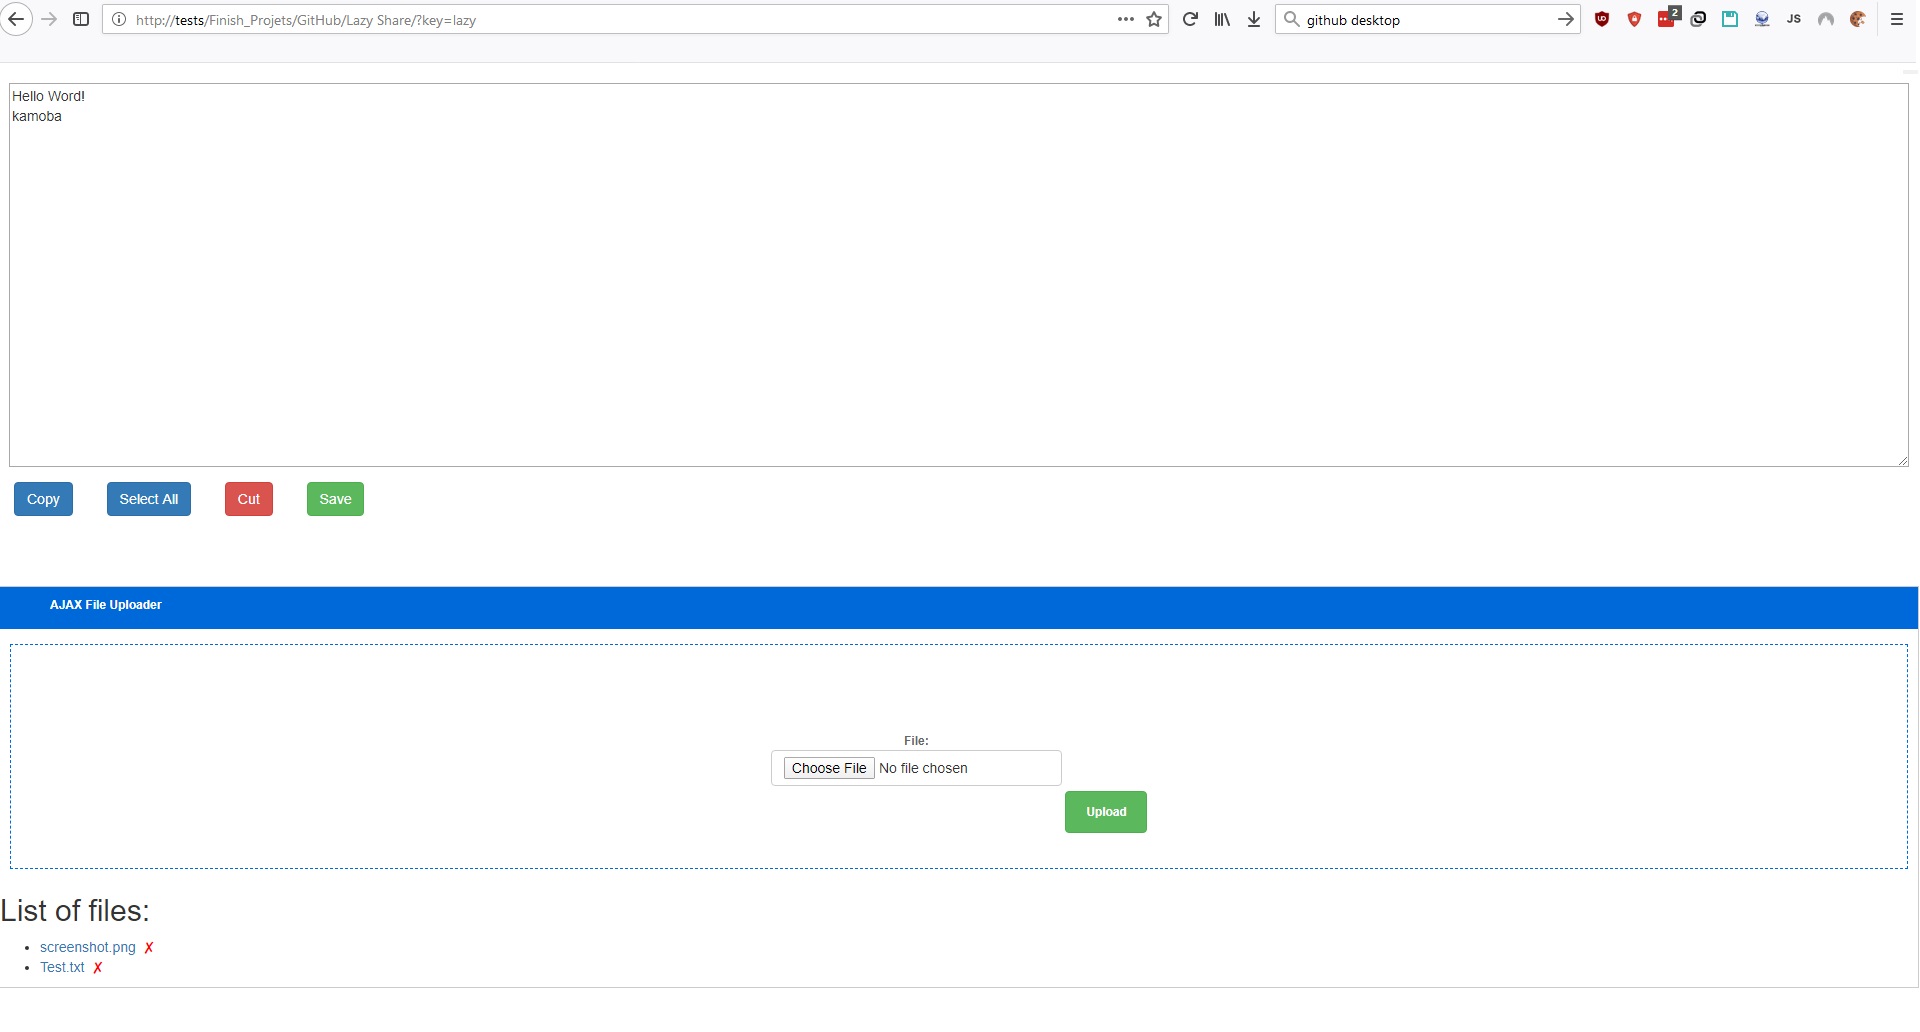 http://tests/Finish_Projets/GitHub/Lazy Share/?key=lazy
github desktop
2
JS
Hello Word!
kamoba
Copy
Select All
Cut
Save
AJAX File Uploader
File:
Choose File No file chosen
Upload
List of files:
screenshot.png ✗
Test.txt ✗